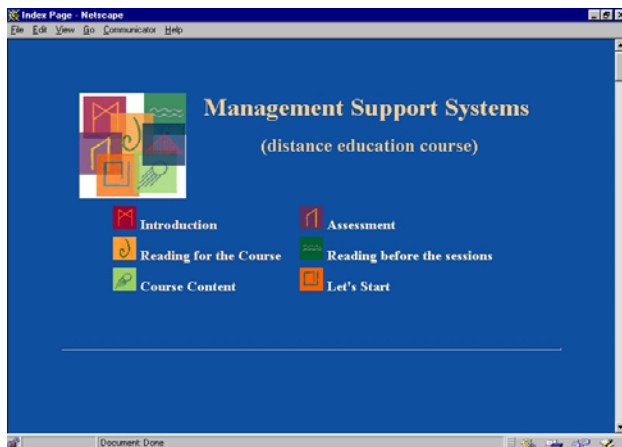 Index Page - Netscape
File Edit View Go Communicator Help
Management Support Systems
(distance education course)
Introduction
Assessment
Reading for the Course
Reading before the sessions
Course Content
Let's Start
Document: Done